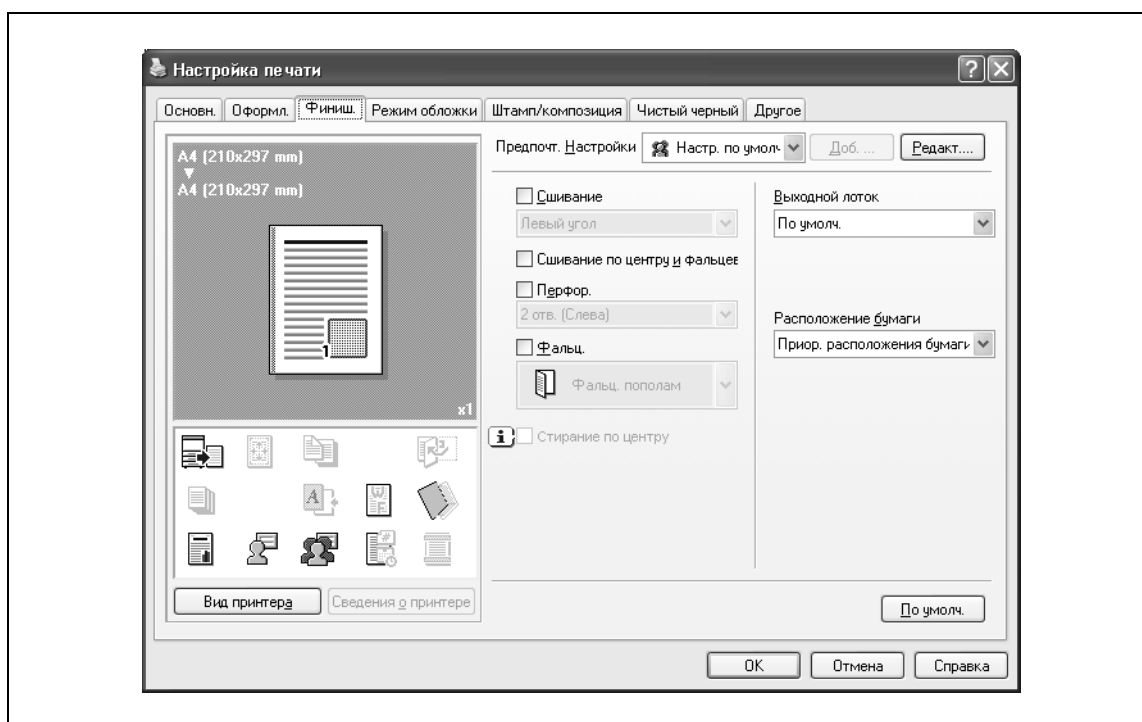 Настройка печати
Основн. Оформл. Финиш. Режим обложки Штамп/композиция Чистый черный Другое
A4 (210x297 mm)
A4 (210x297 mm)
1
x1
Вид принтера
Сведения о принтере
Предпочт. Настройки Настр. по умолч Доб. ... Редакт....
Сшивание
Левый угол
Сшивание по центру и фальцев
Перфор.
2 отв. (Слева)
Фальц.
Фальц. пополам
Стирание по центру
Выходной лоток
По умолч.
Расположение бумаги
Приор. расположения бумаги
По умолч.
OK Отмена Справка